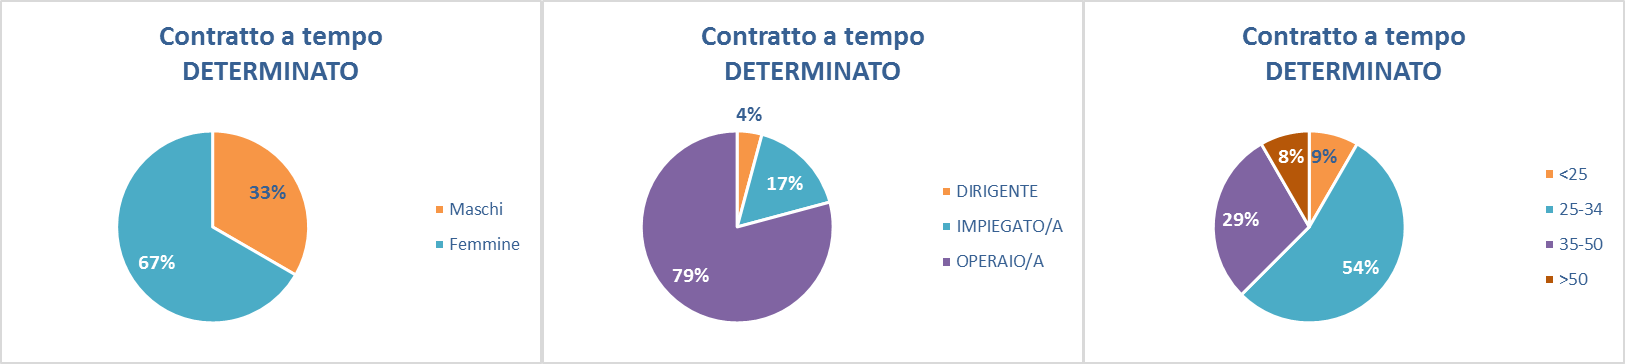 Contratto a tempo
DETERMINATO
33%
67%
Maschi
Femmine
Contratto a tempo
DETERMINATO
4%
17%
79%
DIRIGENTE
IMPIEGATO/A
OPERAIO/A
Contratto a tempo
DETERMINATO
8%
9%
29%
54%
<25
25-34
35-50
>50